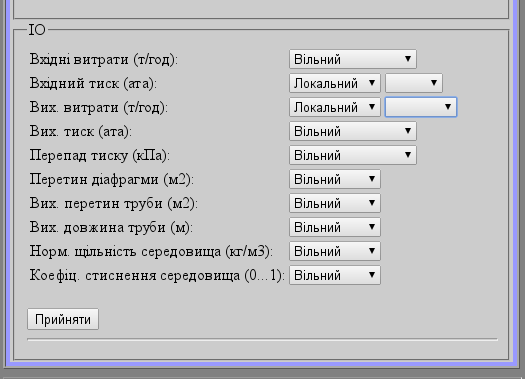 IO
Вхідні витрати (т/год): Вільний
Вхідний тиск (ата): Локальний
Вих. витрати (т/год): Локальний
Вих. тиск (ата): Вільний
Перепад тиску (кПа): Вільний
Перетин діафрагми (м2): Вільний
Вих. перетин труби (м2): Вільний
Вих. довжина труби (м): Вільний
Норм. щільність середовища (кг/м3): Вільний
Коефіц. стиснення середовища (0...1): Вільний
Прийняти